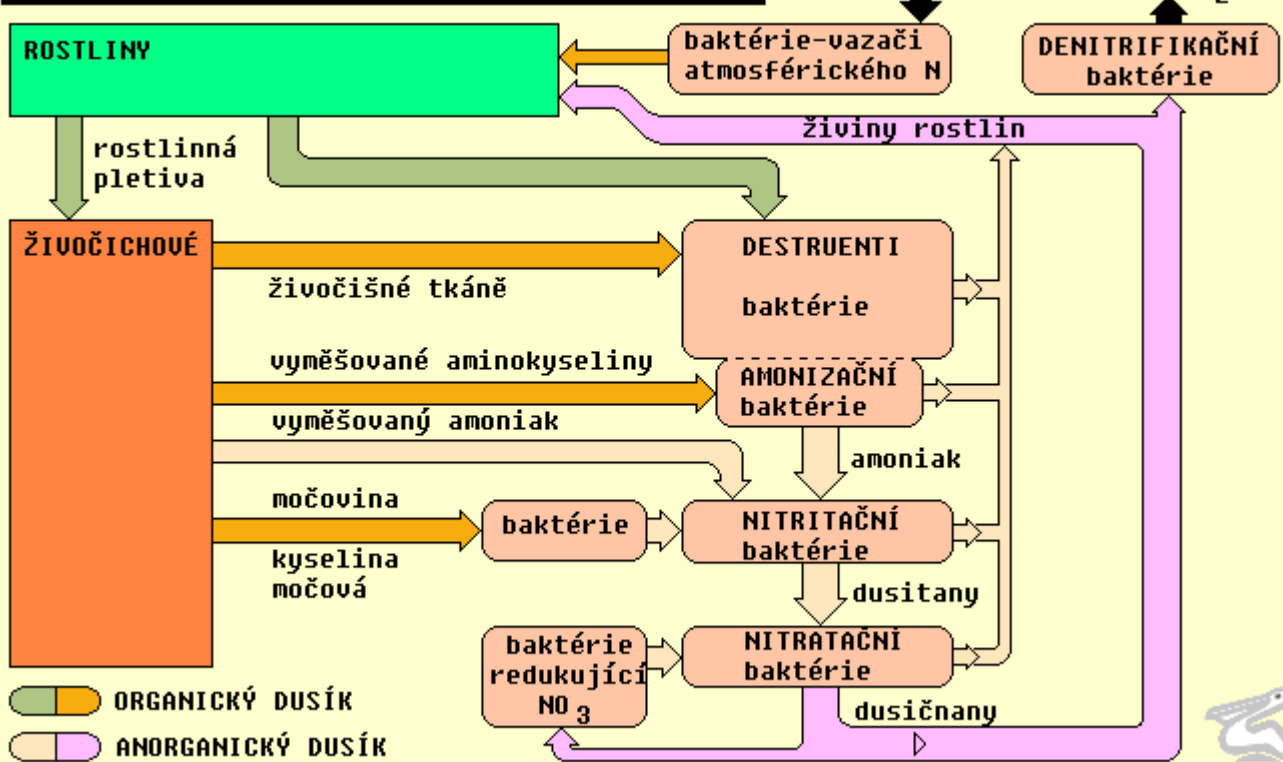 2
ROSTLINY
baktérie-vazači
atmosférického N
DENITRIFIKAČNÍ
baktérie
živiny rostlin
rostlinná
pletiva
ŽIVOČICHOVÉ
DESTRUENTI
baktérie
živočišné tkáně
vyměšované aminokyseliny
AMONIZAČNÍ
baktérie
vyměšovaný amoniak
amoniak
močovina
baktérie
NITRITAČNÍ
baktérie
kyselina
močová
dusitany
baktérie
redukující
NO3
NITRATAČNÍ
baktérie
ORGANICKÝ DUSÍK
dusičnany
ANORGANICKÝ DUSÍK